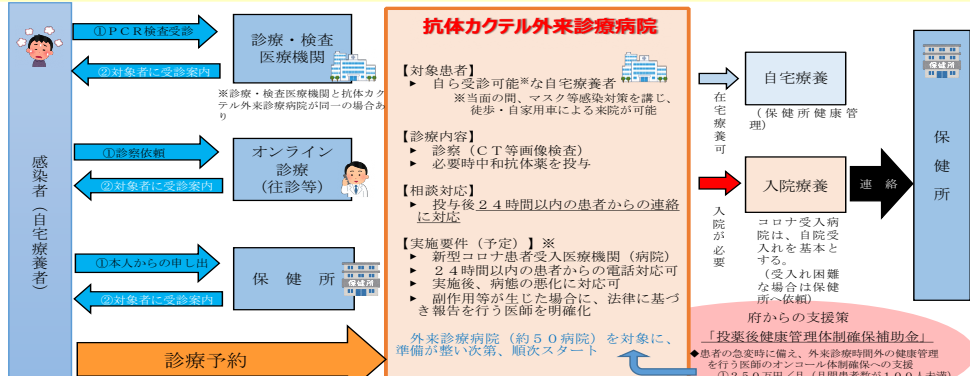 ①ＰＣＲ検査受診
②対象者に受診案内
診療・検査
医療機関
※診療・検査医療機関と抗体カク
テル外来診療病院が同一の場合あ
り
感染者（自宅療養者）
①診察依頼
②対象者に受診案内
オンライン
診療
（往診等）
①本人からの申し出
②対象者に受診案内
保健所
保健所
診療予約
抗体カクテル外来診療病院
【対象患者】
▶ 自ら受診可能※な自宅療養者
※当面の間、マスク等感染対策を講じ、
徒歩・自家用車による来院が可能
【診療内容】
▶ 診察（ＣＴ等画像検査）
▶ 必要時中和抗体薬を投与
【相談対応】
▶ 投与後２４時間以内の患者からの連絡
に対応
【実施要件（予定）】※
▶ 新型コロナ患者受入医療機関（病院）
▶ ２４時間以内の患者からの電話対応可
▶ 実施後、病態の悪化に対応可
▶ 副作用等が生じた場合に、法律に基づ
き報告を行う医師を明確化
外来診療病院（約５０病院）を対象に、
準備が整い次第、順次スタート
在宅療養可
自宅療養
（保健所健康管
理）
入院が必要
入院療養
コロナ受入病
院は、自院受
入れを基本と
する。
（受入れ困難
な場合は保健
所へ依頼）
連絡
保健所
保健所
府からの支援策
「投薬後健康管理体制確保補助金」
◆患者の急変時に備え、外来診療時間外の健康管理
を行う医師のオンコール体制確保への支援
①２５０万円／月（月間患者数が１００人未満）